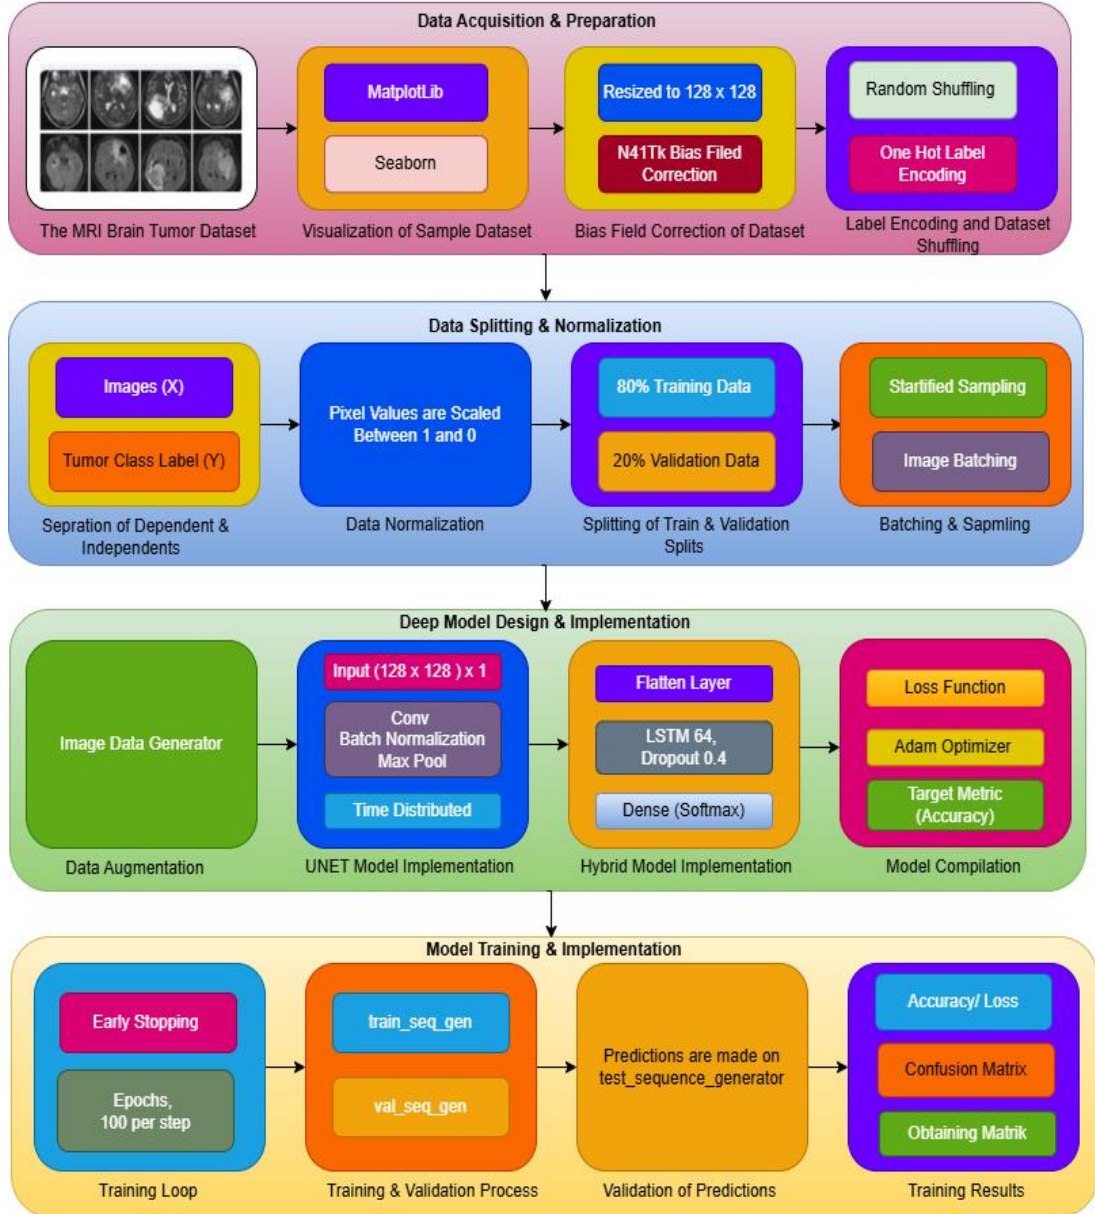 Data Acquisition & Preparation
MatplotLib
Seaborn
Resized to 128 x 128
N41Tk Bias Filed
Correction
Random Shuffling
One Hot Label
Encoding
The MRI Brain Tumor Dataset
Visualization of Sample Dataset
Bias Field Correction of Dataset
Label Encoding and Dataset
Shuffling
Data Splitting & Normalization
Images (X)
Tumor Class Label (Y)
Pixel Values are Scaled
Between 1 and 0
80% Training Data
20% Validation Data
Startified Sampling
Image Batching
Sepration of Dependent &
Independents
Data Normalization
Splitting of Train & Validation
Splits
Batching & Sapmling
Deep Model Design & Implementation
Image Data Generator
Input (128 x 128 ) x 1
Conv
Batch Normalization
Max Pool
Time Distributed
Flatten Layer
LSTM 64,
Dropout 0.4
Dense (Softmax)
Loss Function
Adam Optimizer
Target Metric
(Accuracy)
Data Augmentation
UNET Model Implementation
Hybrid Model Implementation
Model Compilation
Model Training & Implementation
Early Stopping
Epochs,
100 per step
train_seq_gen
val_seq_gen
Predictions are made on
test_sequence_generator
Accuracy/ Loss
Confusion Matrix
Obtaining Matrik
Training Loop
Training & Validation Process
Validation of Predictions
Training Results